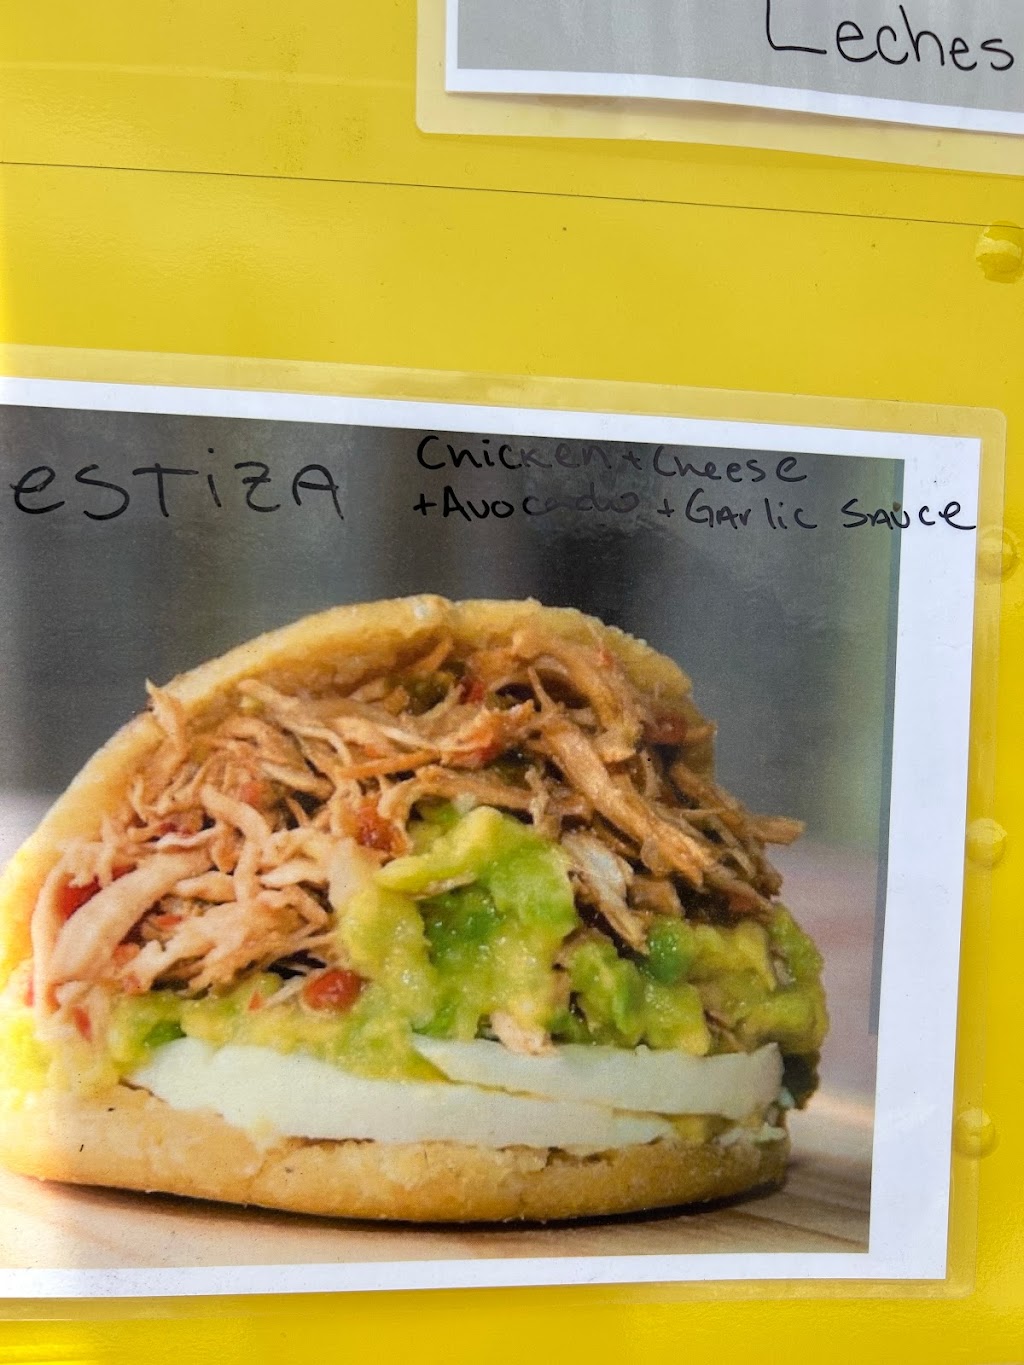 Leches
esTizA
Chicken + Cheese
+ Avocado + Garlic Sauce